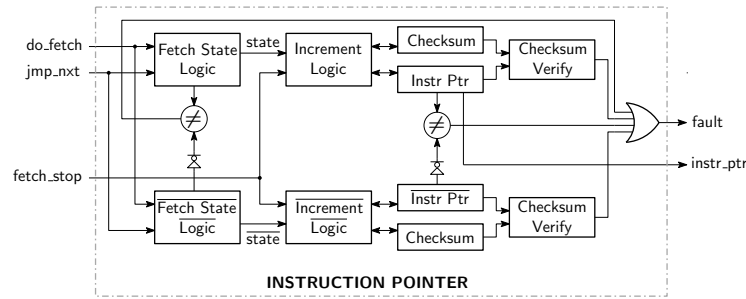 do_fetch
jmp_nxt
fetch_stop
Fetch State
Logic
state
Increment
Logic
Checksum
Instr Ptr
Checksum
Verify
≠
≠
fault
instr_ptr
Fetch State
Logic
state
Increment
Logic
Instr Ptr
Checksum
Checksum
Verify
INSTRUCTION POINTER